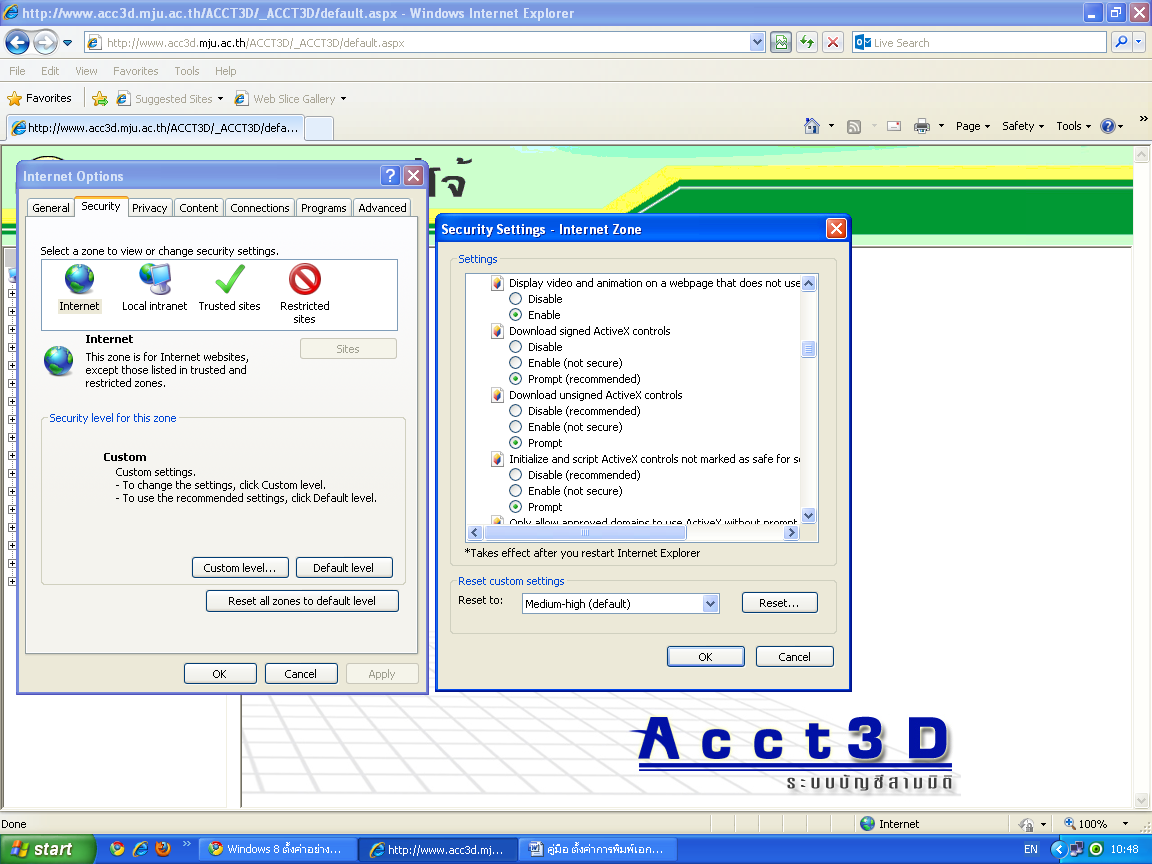 http://www.acc3d.mju.ac.th/ACCT3D/_ACCT3D/default.aspx - Windows Internet Explorer
http://www.acc3d.mju.ac.th/ACCT3D/_ACCT3D/default.aspx
Live Search
File Edit View Favorites Tools Help
Favorites Suggested Sites Web Slice Gallery
http://www.acc3d.mju.ac.th/ACCT3D/_ACCT3D/defa...
Page Safety Tools »
โจ้
Internet Options
General Security Privacy Content Connections Programs Advanced
Select a zone to view or change security settings.
Internet Local intranet Trusted sites Restricted sites
Internet
This zone is for Internet websites,
except those listed in trusted and
restricted zones.
Sites
Security level for this zone
Custom
Custom settings.
- To change the settings, click Custom level.
- To use the recommended settings, click Default level.
Custom level... Default level
Reset all zones to default level
OK Cancel Apply
Security Settings - Internet Zone
Settings
Display video and animation on a webpage that does not use
Disable
Enable
Download signed ActiveX controls
Disable
Enable (not secure)
Prompt (recommended)
Download unsigned ActiveX controls
Disable (recommended)
Enable (not secure)
Prompt
Initialize and script ActiveX controls not marked as safe for s
Disable (recommended)
Enable (not secure)
Prompt
Only allow approved domains to use ActiveX without prompt
*Takes effect after you restart Internet Explorer
Reset custom settings
Reset to: Medium-high (default) Reset...
OK Cancel
Acct3D
ระบบบัญชีสามมิติ
Done
Internet
100%
start
» Windows 8 ตั้งค่าอย่าง...
http://www.acc3d.mj...
คู่มือ ตั้งค่าการพิมพ์เอก...
EN
10:48